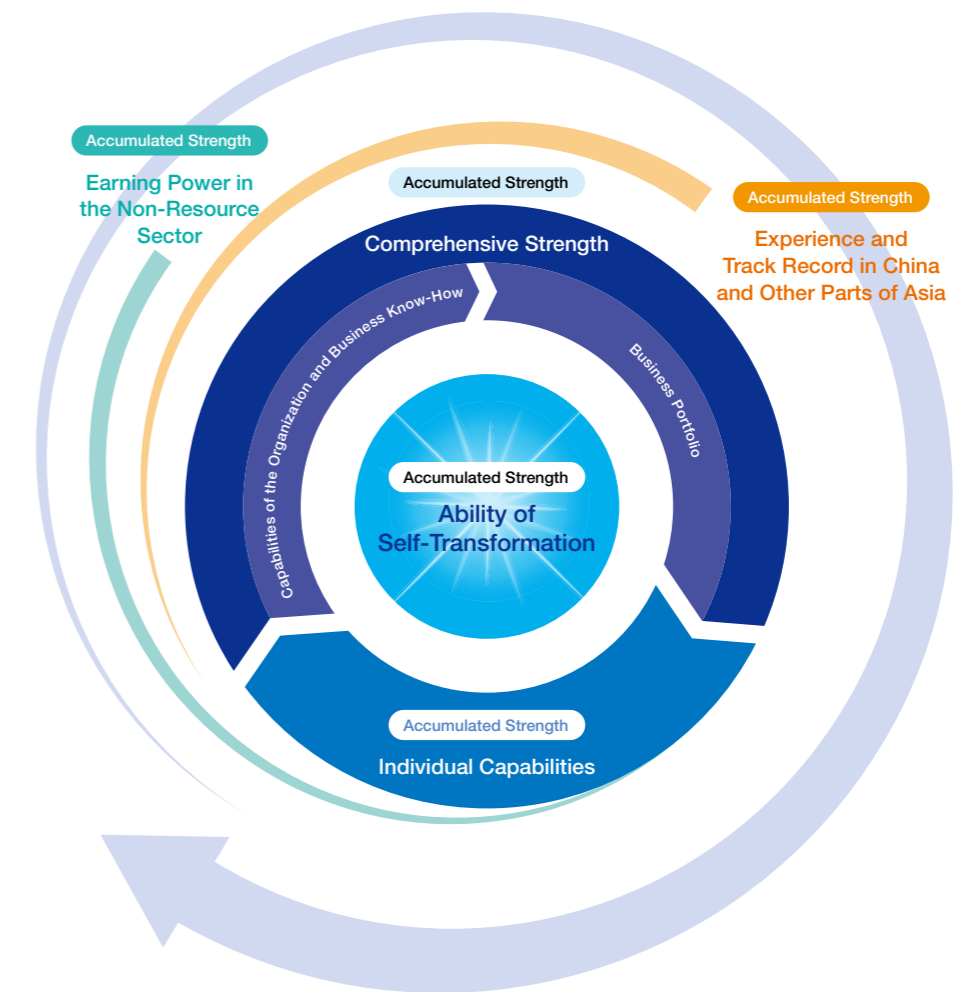 Accumulated Strength
Earning Power in
the Non-Resource
Sector
Accumulated Strength
Comprehensive Strength
Accumulated Strength
Experience and
Track Record in China
and Other Parts of Asia
Capabilities of the Organization and Business Know-How
Business Portfolio
Accumulated Strength
Ability of
Self-Transformation
Accumulated Strength
Individual Capabilities